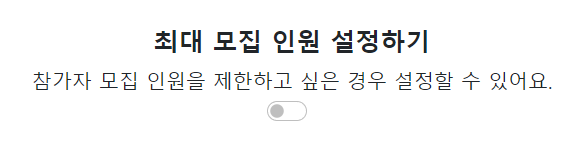 최대 모집 인원 설정하기
참가자 모집 인원을 제한하고 싶은 경우 설정할 수 있어요.